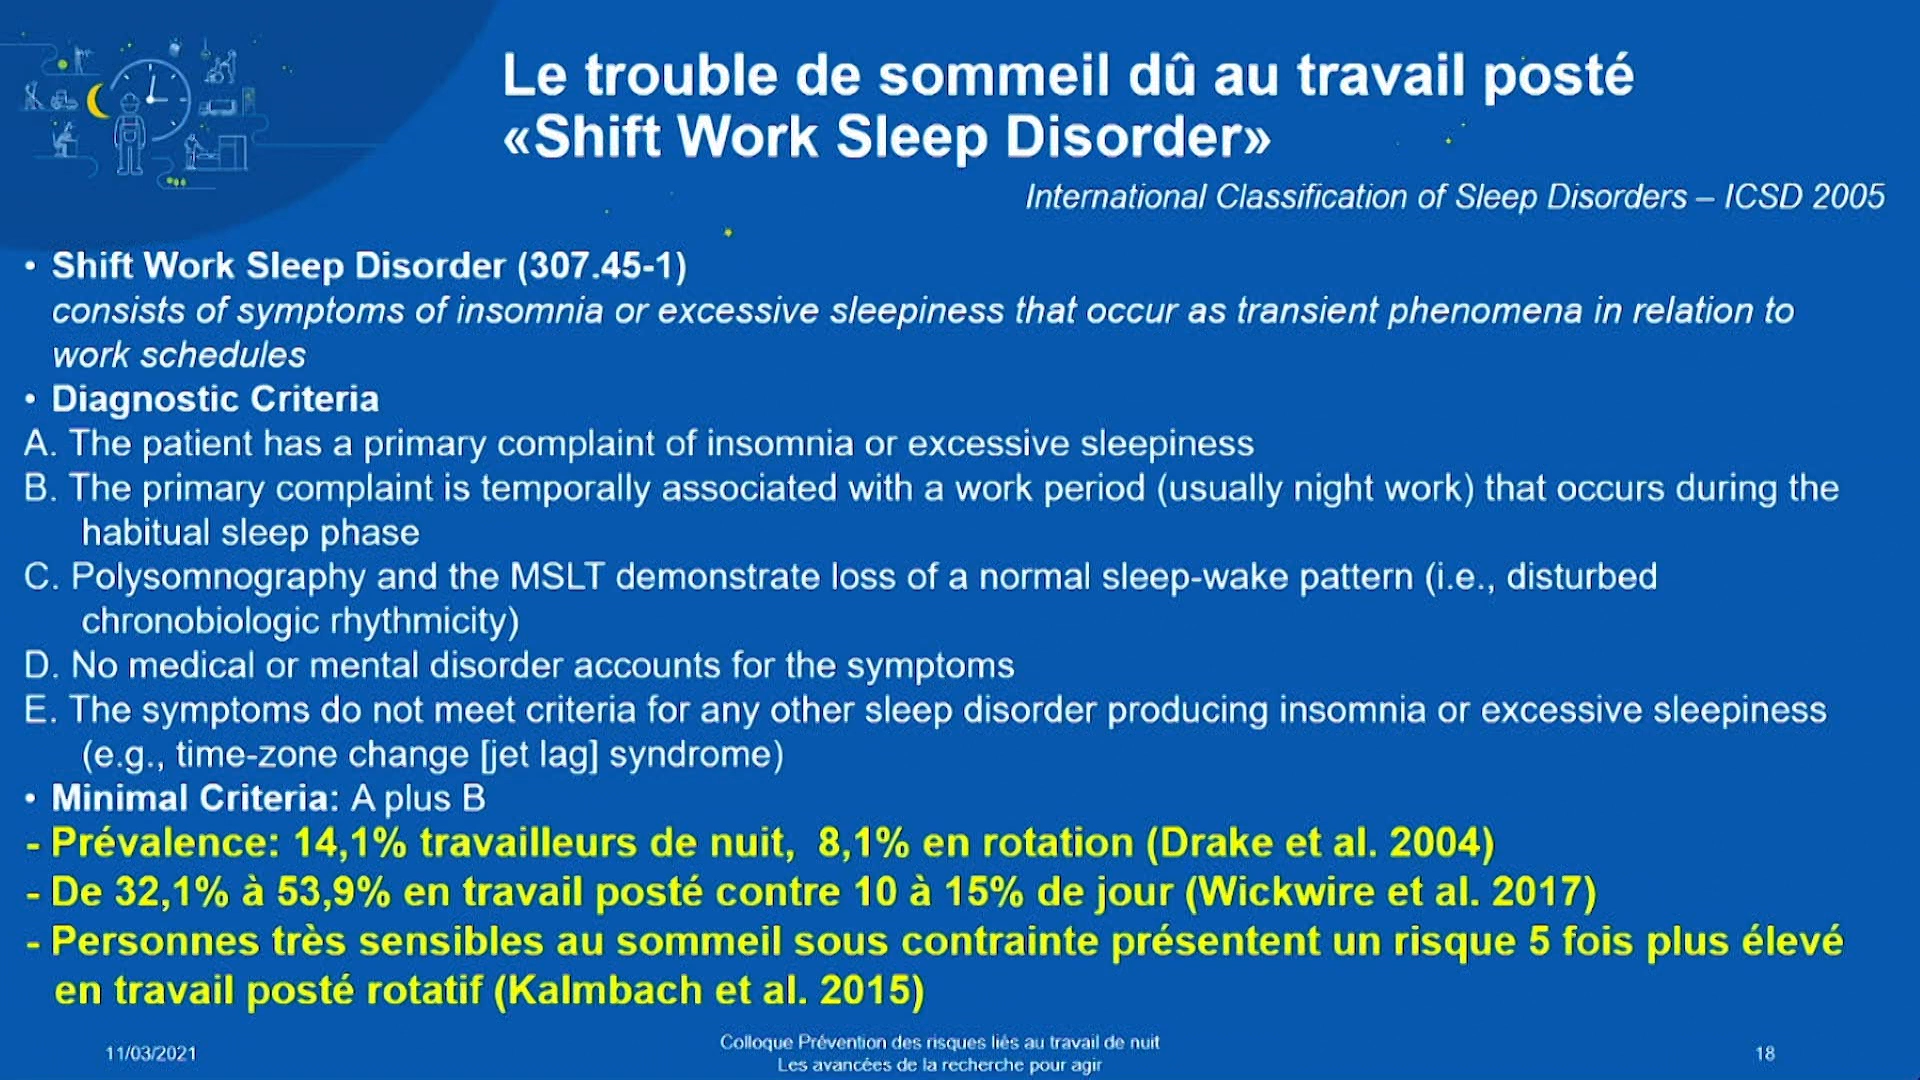 Le trouble de sommeil dû au travail posté
«Shift Work Sleep Disorder»
International Classification of Sleep Disorders – ICSD 2005
• Shift Work Sleep Disorder (307.45-1)
consists of symptoms of insomnia or excessive sleepiness that occur as transient phenomena in relation to
work schedules
• Diagnostic Criteria
A. The patient has a primary complaint of insomnia or excessive sleepiness
B. The primary complaint is temporally associated with a work period (usually night work) that occurs during the
habitual sleep phase
C. Polysomnography and the MSLT demonstrate loss of a normal sleep-wake pattern (i.e., disturbed
chronobiologic rhythmicity)
D. No medical or mental disorder accounts for the symptoms
E. The symptoms do not meet criteria for any other sleep disorder producing insomnia or excessive sleepiness
(e.g., time-zone change [jet lag] syndrome)
• Minimal Criteria: A plus B
- Prévalence: 14,1% travailleurs de nuit, 8,1% en rotation (Drake et al. 2004)
- De 32,1% à 53,9% en travail posté contre 10 à 15% de jour (Wickwire et al. 2017)
- Personnes très sensibles au sommeil sous contrainte présentent un risque 5 fois plus élevé
en travail posté rotatif (Kalmbach et al. 2015)
11/03/2021
Colloque Prévention des risques liés au travail de nuit
Les avancées de la recherche pour agir
18